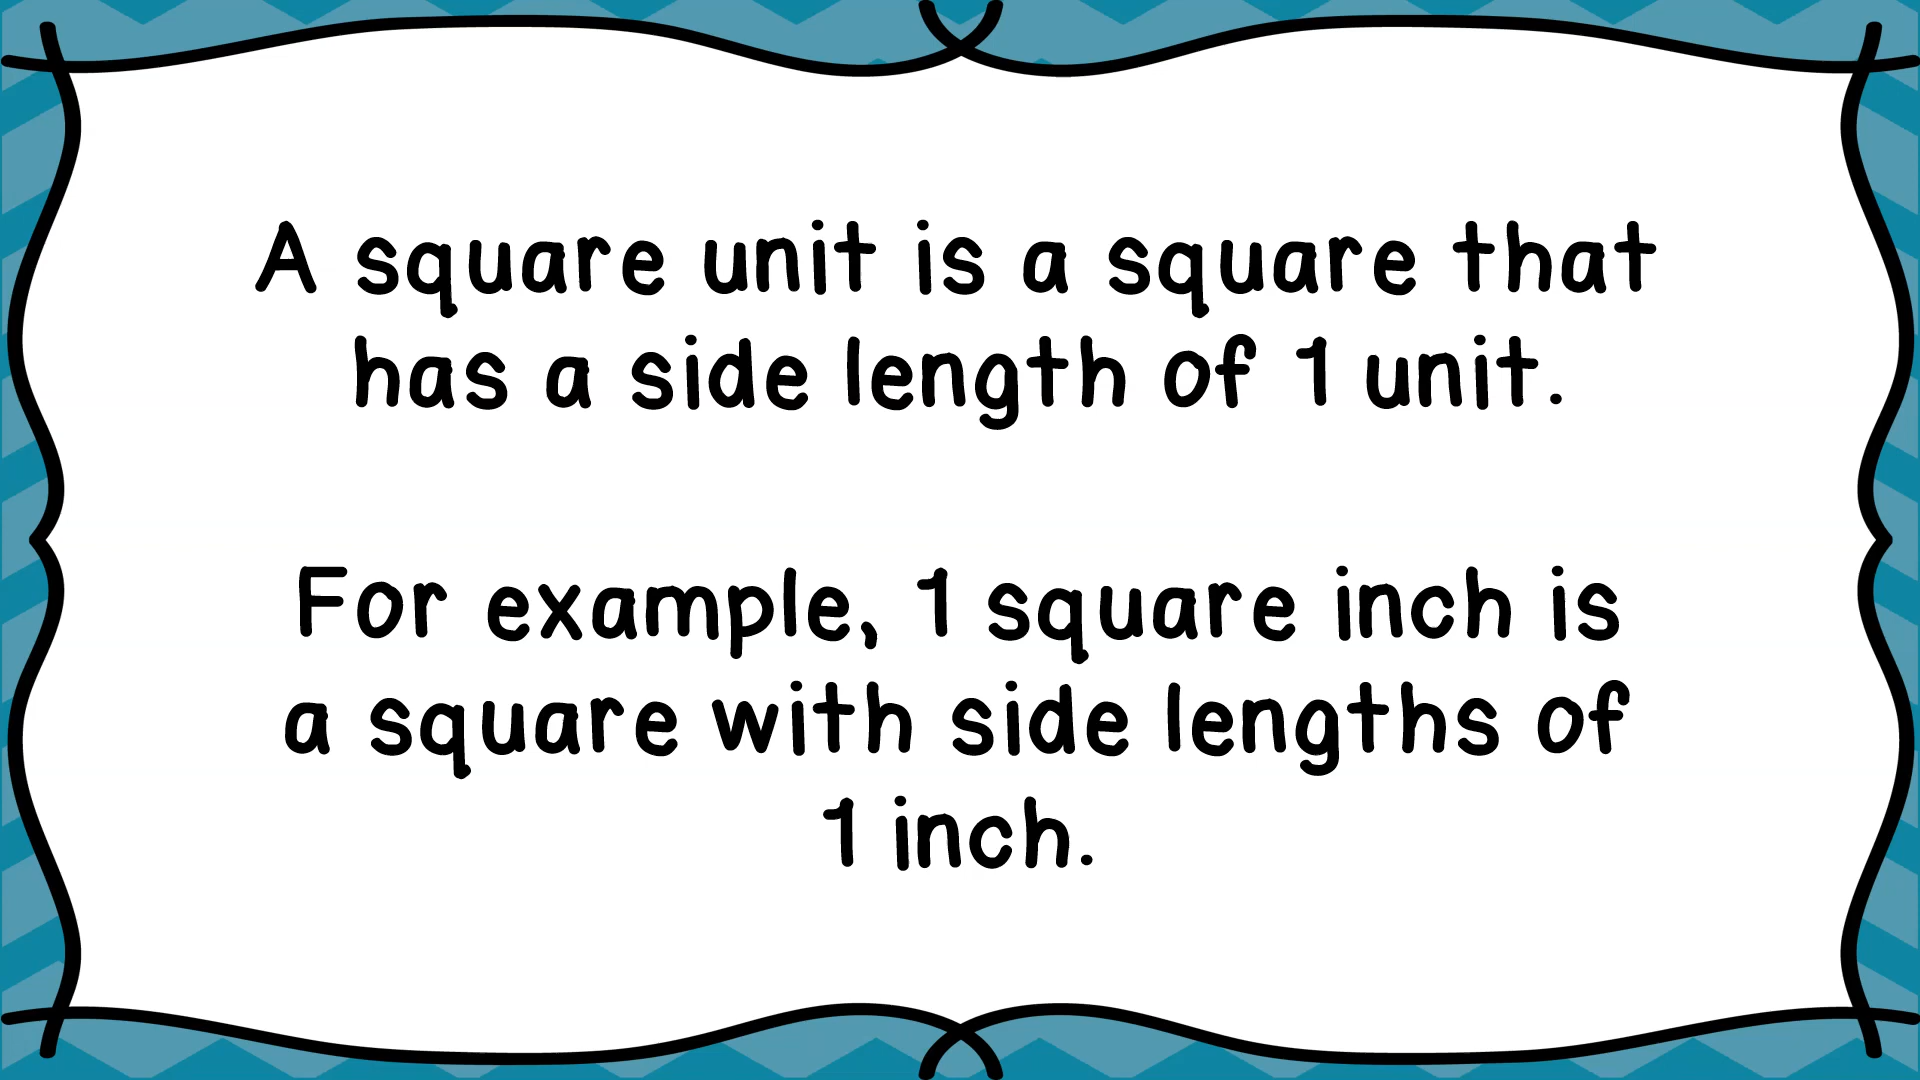 A square unit is a square that
has a side length of 1 unit.
For example, 1 square inch is
a square with side lengths of
1 inch.